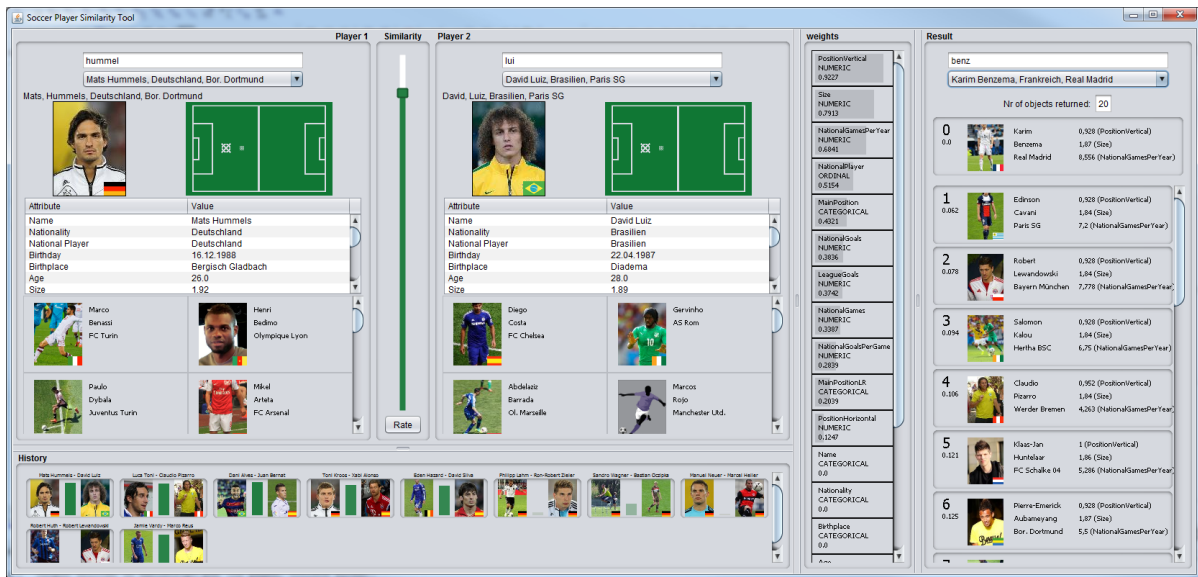 Soccer Player Similarity Tool
Player 1
hummel
Mats Hummels, Deutschland, Bor. Dortmund
Mats, Hummels, Deutschland, Bor. Dortmund
Attribute Value
Name Mats Hummels
Nationality Deutschland
National Player Deutschland
Birthday 16.12.1988
Birthplace Bergisch Gladbach
Age 26.0
Size 1.92
Marco
Benassi
FC Turin
Henri
Bedimo
Olympique Lyon
Paulo
Dybala
Juventus Turin
Mikel
Arteta
FC Arsenal
Similarity
Rate
Player 2
lui
David Luiz, Brasilien, Paris SG
David, Luiz, Brasilien, Paris SG
Attribute Value
Name David Luiz
Nationality Brasilien
National Player Brasilien
Birthday 22.04.1987
Birthplace Diadema
Age 28.0
Size 1.89
Diego
Costa
FC Chelsea
Gervinho
AS Rom
Abdelaziz
Barrada
Ol. Marseille
Marcos
Rojo
Manchester Utd.
History
Mats Hummels - David Luiz
Luca Toni - Claudio Pizarro
Dani Alves - Juan Bernat
Toni Kroos - Xabi Alonso
Eden Hazard - David Silva
Philipp Lahm - Ron-Robert Zieler
Sandro Wagner - Bastian Oczipka
Manuel Neuer - Marcel Heller
Robert Huth - Robert Lewandowski
Jamie Vardy - Marco Reus
weights
PositionVertical
NUMERIC
0.9227
Size
NUMERIC
0.7913
NationalGamesPerYear
NUMERIC
0.6841
NationalPlayer
ORDINAL
0.5154
MainPosition
CATEGORICAL
0.4321
NationalGoals
NUMERIC
0.3836
LeagueGoals
NUMERIC
0.3742
NationalGames
NUMERIC
0.3387
NationalGoalsPerGame
NUMERIC
0.2839
MainPositionLR
CATEGORICAL
0.2039
PositionHorizontal
NUMERIC
0.1247
Name
CATEGORICAL
0.0
Nationality
CATEGORICAL
0.0
Birthplace
CATEGORICAL
0.0
Age
Result
benz
Karim Benzema, Frankreich, Real Madrid
Nr of objects returned: 20
0
0.0
Karim 0,928 (PositionVertical)
Benzema 1,87 (Size)
Real Madrid 8,556 (NationalGamesPerYear)
1
0.062
Edinson 0,928 (PositionVertical)
Cavani 1,84 (Size)
Paris SG 7,2 (NationalGamesPerYear)
2
0.078
Robert 0,928 (PositionVertical)
Lewandowski 1,84 (Size)
Bayern München 7,778 (NationalGamesPerYear)
3
0.094
Salomon 0,928 (PositionVertical)
Kalou 1,84 (Size)
Hertha BSC 6,75 (NationalGamesPerYear)
4
0.106
Claudio 0,952 (PositionVertical)
Pizarro 1,84 (Size)
Werder Bremen 4,263 (NationalGamesPerYear
5
0.121
Klaas-Jan 1 (PositionVertical)
Huntelaar 1,86 (Size)
FC Schalke 04 5,286 (NationalGamesPerYear
6
0.125
Pierre-Emerick 0,928 (PositionVertical)
Aubameyang 1,87 (Size)
Bor. Dortmund 5,5 (NationalGamesPerYear)